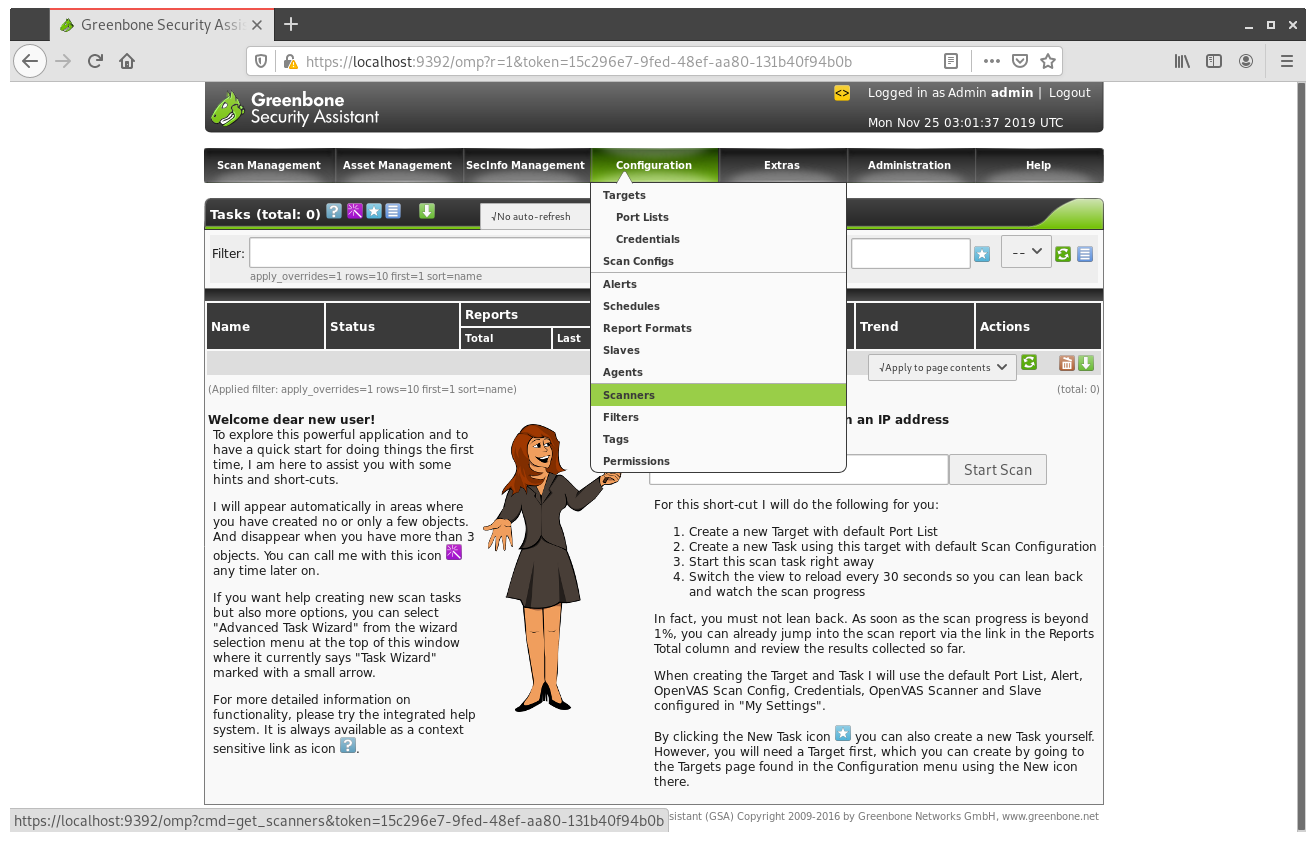 Greenbone Security Assis
https://localhost:9392/omp?r=1&token=15c296e7-9fed-48ef-aa80-131b40f94b0b
Greenbone
Security Assistant
<>
Logged in as Admin admin | Logout
Mon Nov 25 03:01:37 2019 UTC
Scan Management
Asset Management
SecInfo Management
Configuration
Extras
Administration
Help
Targets
Port Lists
Credentials
Scan Configs
Alerts
Schedules
Report Formats
Slaves
Agents
Scanners
Filters
Tags
Permissions
Tasks (total: 0)
√No auto-refresh
Filter:
--
apply_overrides=1 rows=10 first=1 sort=name
Name
Status
Reports
Total
Last
Trend
Actions
√Apply to page contents
(Applied filter: apply_overrides=1 rows=10 first=1 sort=name)
(total: 0)
Welcome dear new user!
To explore this powerful application and to
have a quick start for doing things the first
time, I am here to assist you with some
hints and short-cuts.
I will appear automatically in areas where
you have created no or only a few objects.
And disappear when you have more than 3
objects. You can call me with this icon
any time later on.
If you want help creating new scan tasks
but also more options, you can select
"Advanced Task Wizard" from the wizard
selection menu at the top of this window
where it currently says "Task Wizard"
marked with a small arrow.
For more detailed information on
functionality, please try the integrated help
system. It is always available as a context
sensitive link as icon ?.
an IP address
Start Scan
For this short-cut I will do the following for you:
1. Create a new Target with default Port List
2. Create a new Task using this target with default Scan Configuration
3. Start this scan task right away
4. Switch the view to reload every 30 seconds so you can lean back
and watch the scan progress
In fact, you must not lean back. As soon as the scan progress is beyond
1%, you can already jump into the scan report via the link in the Reports
Total column and review the results collected so far.
When creating the Target and Task I will use the default Port List, Alert,
OpenVAS Scan Config, Credentials, OpenVAS Scanner and Slave
configured in "My Settings".
By clicking the New Task icon you can also create a new Task yourself.
However, you will need a Target first, which you can create by going to
the Targets page found in the Configuration menu using the New icon
there.
https://localhost:9392/omp?cmd=get_scanners&token=15c296e7-9fed-48ef-aa80-131b40f94b0b
sistant (GSA) Copyright 2009-2016 by Greenbone Networks GmbH, www.greenbone.net